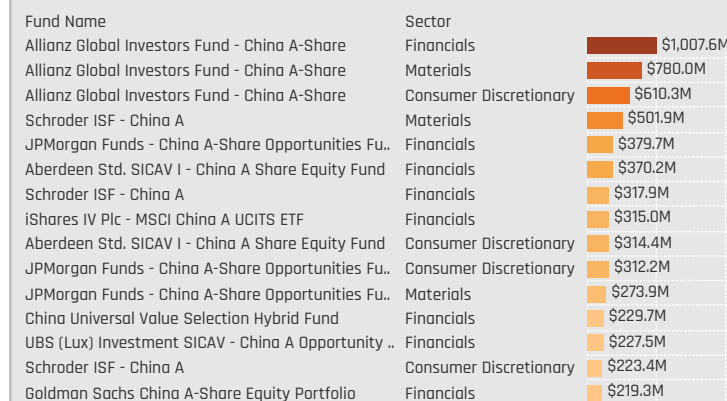 Fund Name Sector
Allianz Global Investors Fund - China A-Share Financials $1,007.6M
Allianz Global Investors Fund - China A-Share Materials $780.0M
Allianz Global Investors Fund - China A-Share Consumer Discretionary $610.3M
Schroder ISF - China A Materials $501.9M
JPMorgan Funds - China A-Share Opportunities Fu.. Financials $379.7M
Aberdeen Std. SICAV I - China A Share Equity Fund Financials $370.2M
Schroder ISF - China A Financials $317.9M
iShares IV Plc - MSCI China A UCITS ETF Financials $315.0M
Aberdeen Std. SICAV I - China A Share Equity Fund Consumer Discretionary $314.4M
JPMorgan Funds - China A-Share Opportunities Fu.. Consumer Discretionary $312.2M
JPMorgan Funds - China A-Share Opportunities Fu.. Materials $273.9M
China Universal Value Selection Hybrid Fund Financials $229.7M
UBS (Lux) Investment SICAV - China A Opportunity .. Financials $227.5M
Schroder ISF - China A Consumer Discretionary $223.4M
Goldman Sachs China A-Share Equity Portfolio Financials $219.3M